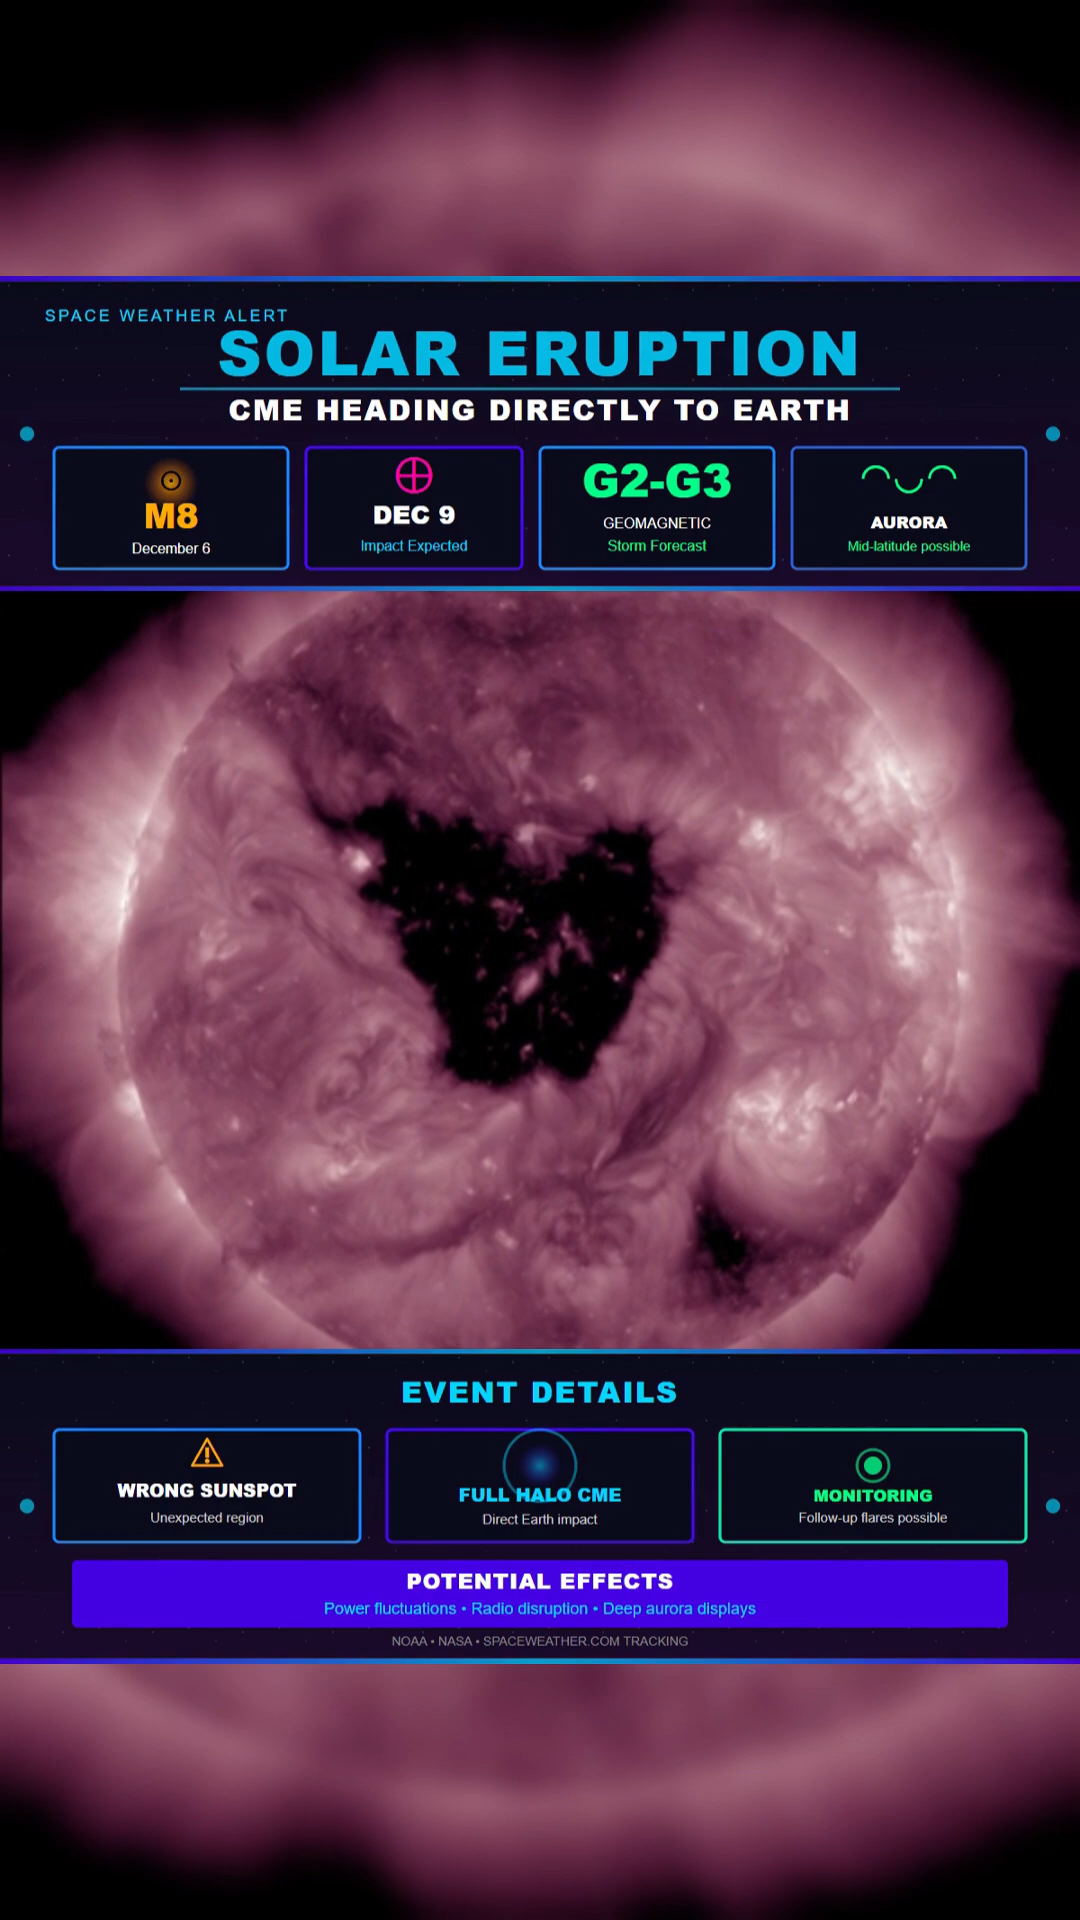 SPACE WEATHER ALERT
SOLAR ERUPTION
CME HEADING DIRECTLY TO EARTH
M8
December 6
DEC 9
Impact Expected
G2-G3
GEOMAGNETIC
Storm Forecast
AURORA
Mid-latitude possible
EVENT DETAILS
WRONG SUNSPOT
Unexpected region
FULL HALO CME
Direct Earth impact
MONITORING
Follow-up flares possible
POTENTIAL EFFECTS
Power fluctuations • Radio disruption • Deep aurora displays
NOAA • NASA • SPACEWEATHER.COM TRACKING